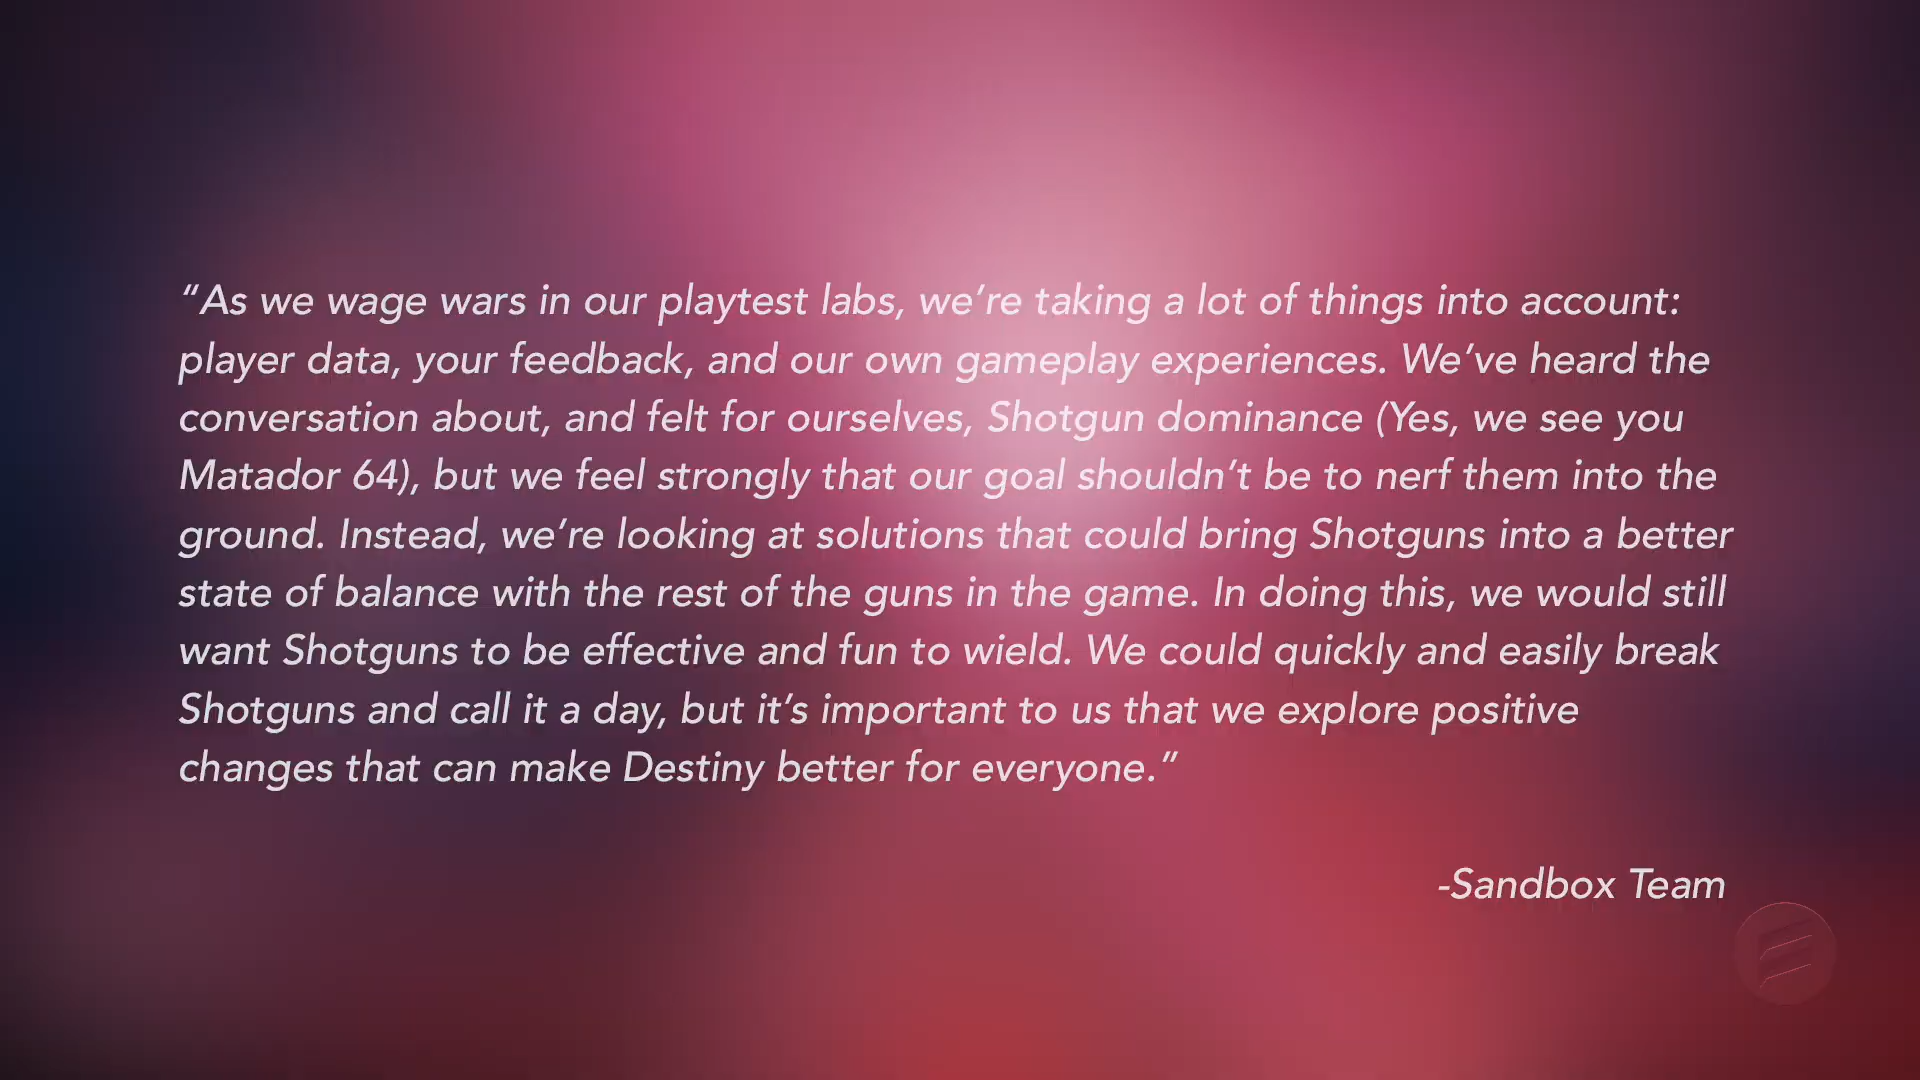 “As we wage wars in our playtest labs, we’re taking a lot of things into account:
player data, your feedback, and our own gameplay experiences. We’ve heard the
conversation about, and felt for ourselves, Shotgun dominance (Yes, we see you
Matador 64), but we feel strongly that our goal shouldn’t be to nerf them into the
ground. Instead, we’re looking at solutions that could bring Shotguns into a better
state of balance with the rest of the guns in the game. In doing this, we would still
want Shotguns to be effective and fun to wield. We could quickly and easily break
Shotguns and call it a day, but it’s important to us that we explore positive
changes that can make Destiny better for everyone.”
-Sandbox Team